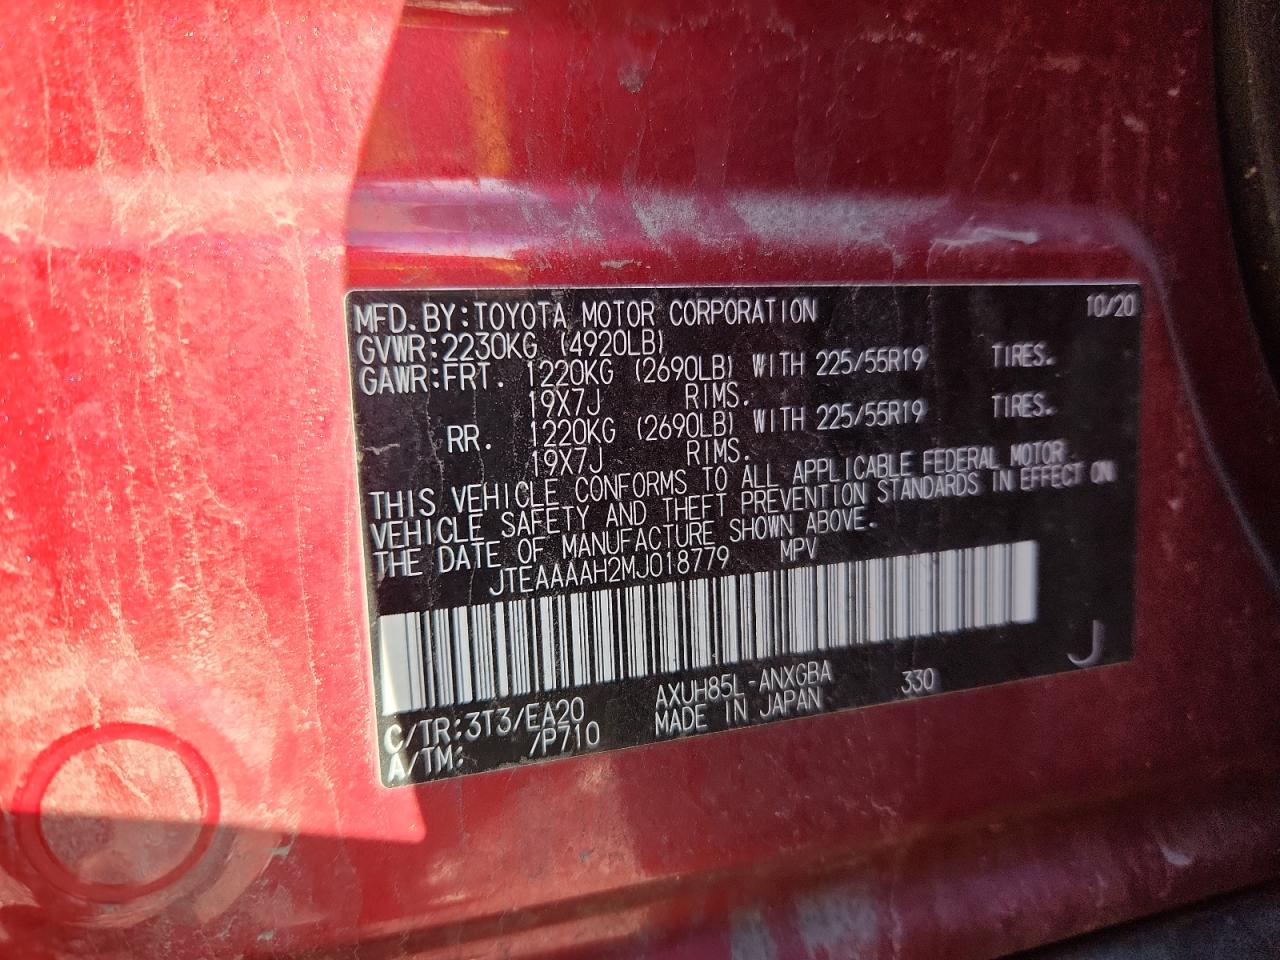 MFD. BY: TOYOTA MOTOR CORPORATION 10/20
GVWR: 2230KG (4920LB)
GAWR: FRT. 1220KG (2690LB) WITH 225/55R19 TIRES.
19X7J RIMS.
RR. 1220KG (2690LB) WITH 225/55R19 TIRES.
19X7J RIMS.
THIS VEHICLE CONFORMS TO ALL APPLICABLE FEDERAL MOTOR
VEHICLE SAFETY AND THEFT PREVENTION STANDARDS IN EFFECT ON
THE DATE OF MANUFACTURE SHOWN ABOVE.
JTEAAAAH2MJ018779 MPV
C/TR: 3T3/EA20 AXUH85L-ANXGBA 330 J
A/TM: /P710 MADE IN JAPAN